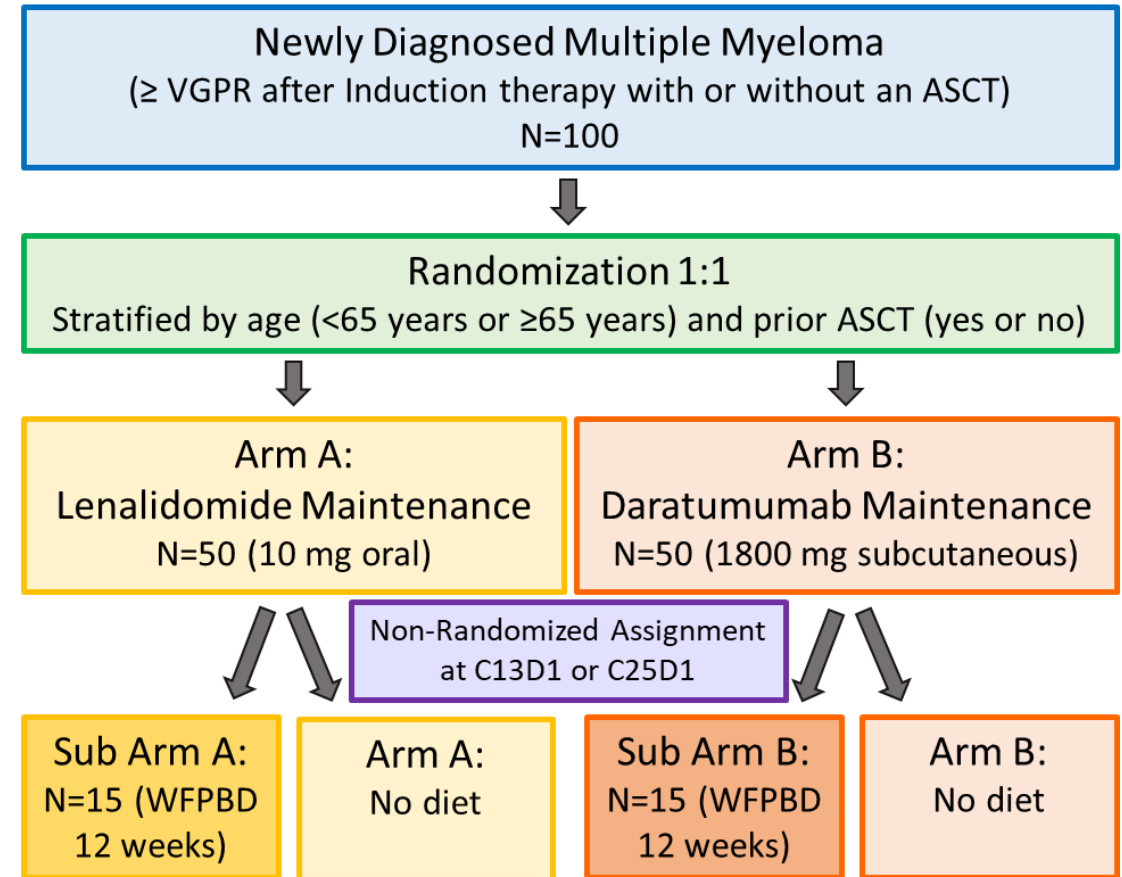 Newly Diagnosed Multiple Myeloma
(≥ VGPR after Induction therapy with or without an ASCT)
N=100
Randomization 1:1
Stratified by age (<65 years or ≥65 years) and prior ASCT (yes or no)
Arm A:
Lenalidomide Maintenance
N=50 (10 mg oral)
Arm B:
Daratumumab Maintenance
N=50 (1800 mg subcutaneous)
Non-Randomized Assignment
at C13D1 or C25D1
Sub Arm A:
N=15 (WFPBD
12 weeks)
Arm A:
No diet
Sub Arm B:
N=15 (WFPBD
12 weeks)
Arm B:
No diet